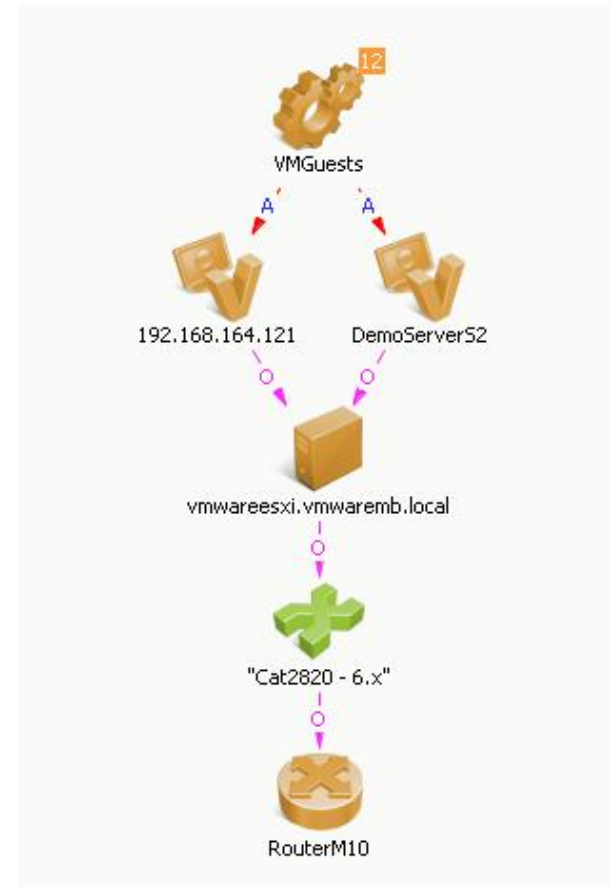 12
VMGuests
A A
192.168.164.121 DemoServerS2
O O
vmwareesxi.vmwaremb.local
O
"Cat2820 - 6.x"
O
RouterM10